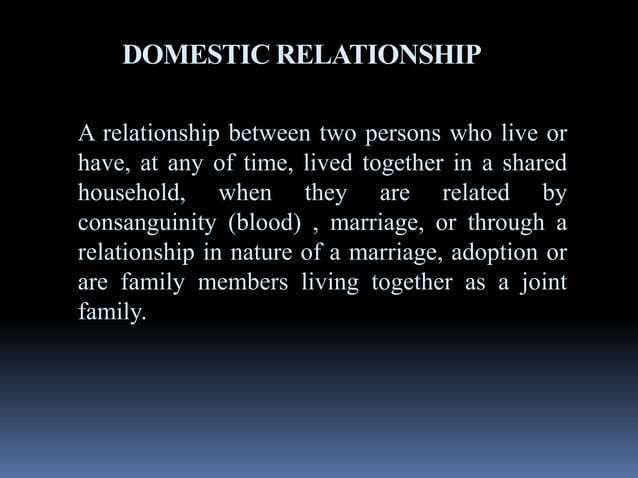 DOMESTIC RELATIONSHIP
A relationship between two persons who live or
have, at any of time, lived together in a shared
household, when they are related by
consanguinity (blood) , marriage, or through a
relationship in nature of a marriage, adoption or
are family members living together as a joint
family.